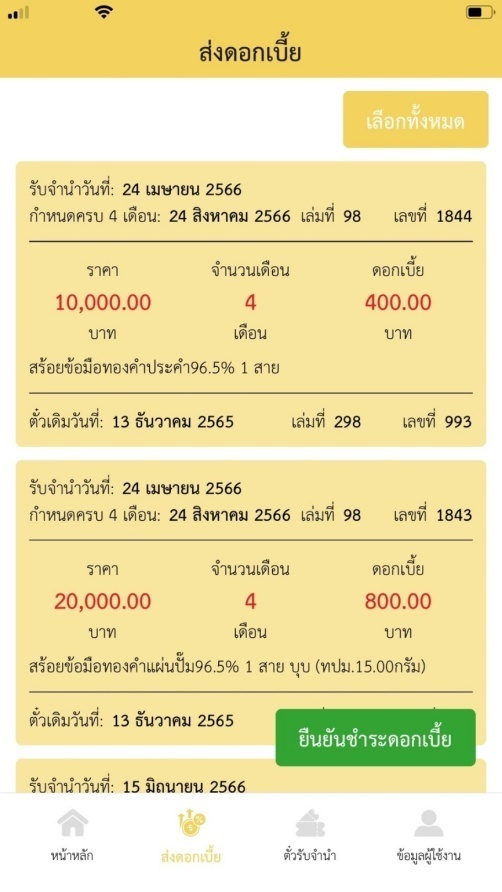 ส่งดอกเบี้ย
เลือกทั้งหมด
รับจำนำวันที่: 24 เมษายน 2566
กำหนดครบ 4 เดือน: 24 สิงหาคม 2566 เล่มที่ 98 เลขที่ 1844
ราคา จำนวนเดือน ดอกเบี้ย
10,000.00 4 400.00
บาท เดือน บาท
สร้อยข้อมือทองคำประคำ96.5% 1 สาย
ตั๋วเดิมวันที่: 13 ธันวาคม 2565 เล่มที่ 298 เลขที่ 993
รับจำนำวันที่: 24 เมษายน 2566
กำหนดครบ 4 เดือน: 24 สิงหาคม 2566 เล่มที่ 98 เลขที่ 1843
ราคา จำนวนเดือน ดอกเบี้ย
20,000.00 4 800.00
บาท เดือน บาท
สร้อยข้อมือทองคำแผ่นปั๊ม96.5% 1 สาย บุบ (ทปม.15.00กรัม)
ตั๋วเดิมวันที่: 13 ธันวาคม 2565
ยืนยันชำระดอกเบี้ย
รับจำนำวันที่: 15 มิถุนายน 2566
หน้าหลัก ส่งดอกเบี้ย ตั๋วรับจำนำ ข้อมูลผู้ใช้งาน